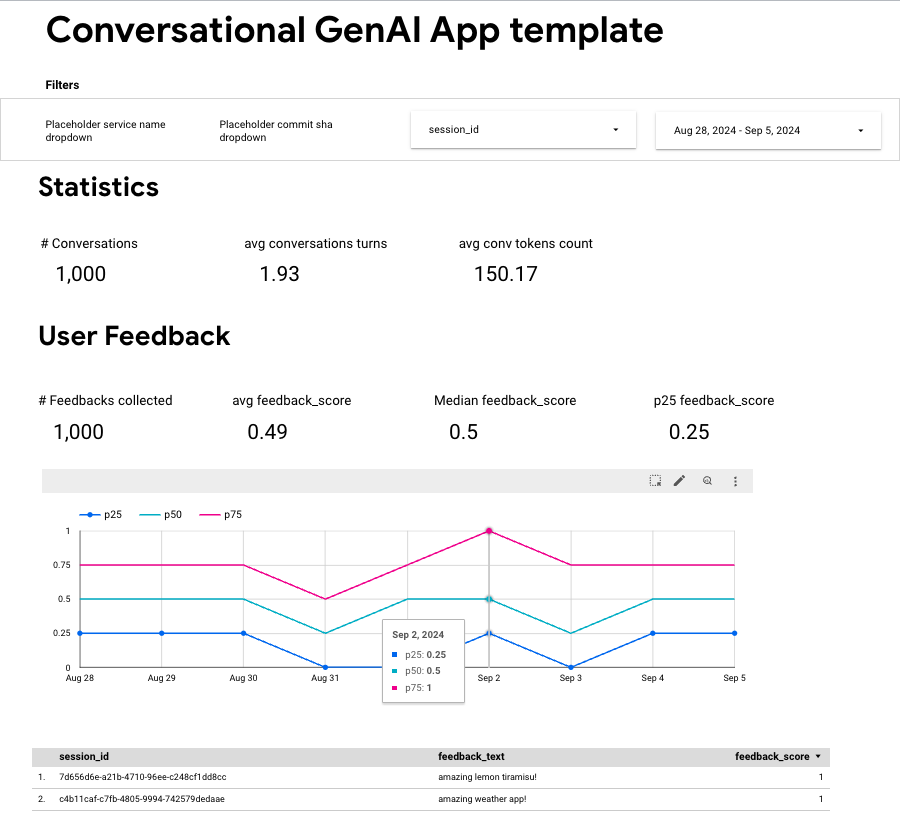 Conversational GenAI App template
Filters
Placeholder service name
dropdown
Placeholder commit sha
dropdown
session_id
Aug 28, 2024 - Sep 5, 2024
Statistics
# Conversations
avg conversations turns
avg conv tokens count
1,000
1.93
150.17
User Feedback
# Feedbacks collected
avg feedback_score
Median feedback_score
p25 feedback_score
1,000
0.49
0.5
0.25
p25
p50
p75
1
0.75
0.5
0.25
0
Sep 2, 2024
p25: 0.25
p50: 0.5
p75: 1
Aug 28
Aug 29
Aug 30
Aug 31
Sep 2
Sep 3
Sep 4
Sep 5
session_id
feedback_text
feedback_score
1. 7d656d6e-a21b-4710-96ee-c248cf1dd8cc
amazing lemon tiramisu!
1
2. c4b11caf-c7fb-4805-9994-742579dedaae
amazing weather app!
1